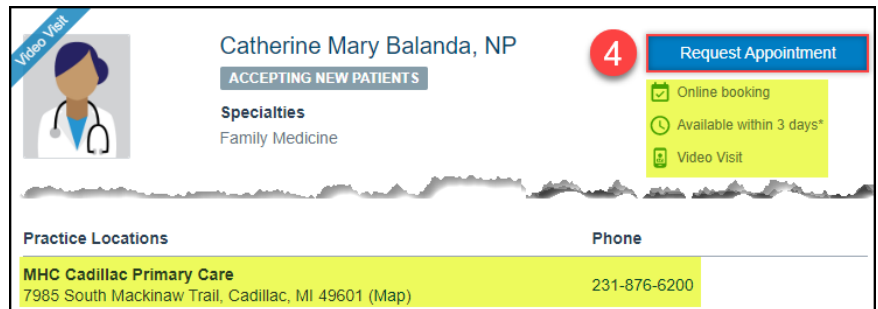 Video Visit
Catherine Mary Balanda, NP
ACCEPTING NEW PATIENTS
Specialties
Family Medicine
4
Request Appointment
Online booking
Available within 3 days*
Video Visit
Practice Locations
Phone
MHC Cadillac Primary Care
7985 South Mackinaw Trail, Cadillac, MI 49601 (Map)
231-876-6200